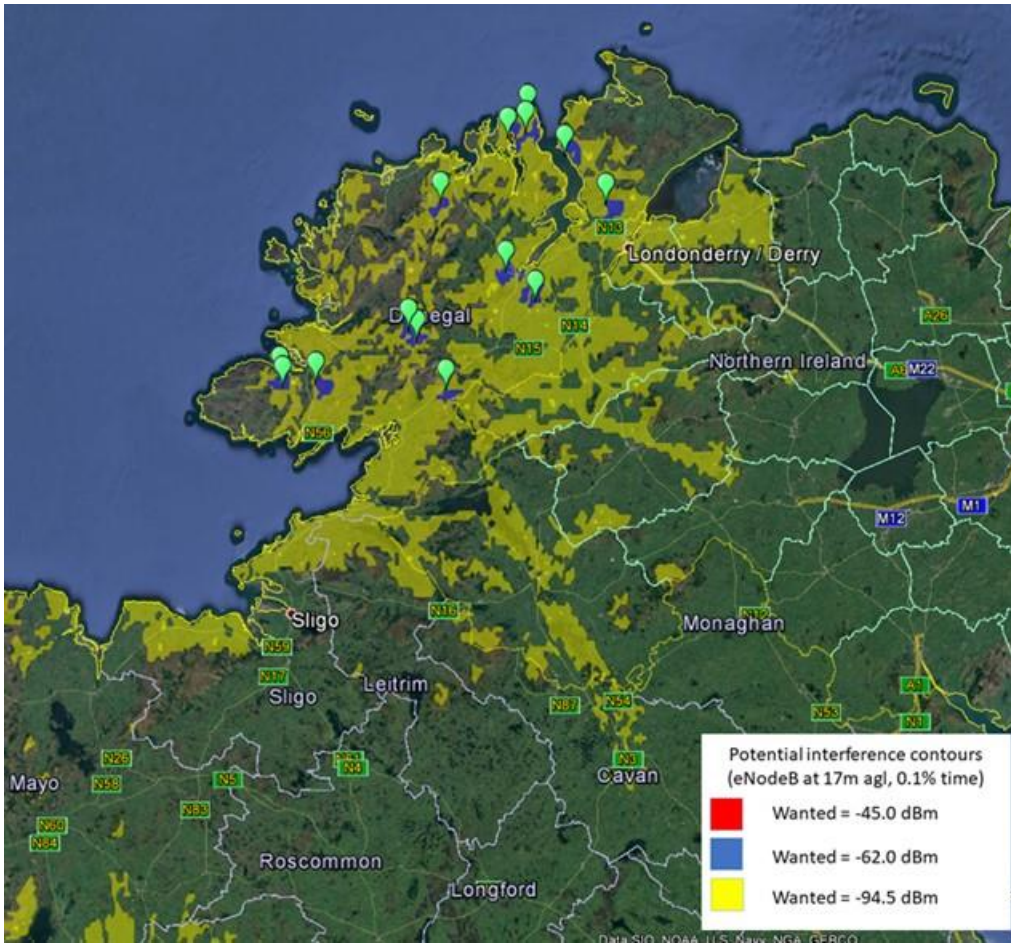 N13
Londonderry / Derry
Donegal
N14
A26
N15
Northern Ireland
M22
N56
M12
M1
N16
Sligo
Monaghan
N59
N17
Leitrim
Sligo
A1
N87
N54
N53
N1
N26
N3
N4
Mayo
N58
N5
Cavan
N83
N60
N84
Roscommon
Longford
Potential interference contours
(eNodeB at 17m agl, 0.1% time)
Wanted = -45.0 dBm
Wanted = -62.0 dBm
Wanted = -94.5 dBm
Data SIO, NOAA, U.S. Navy, NGA, GEBCO